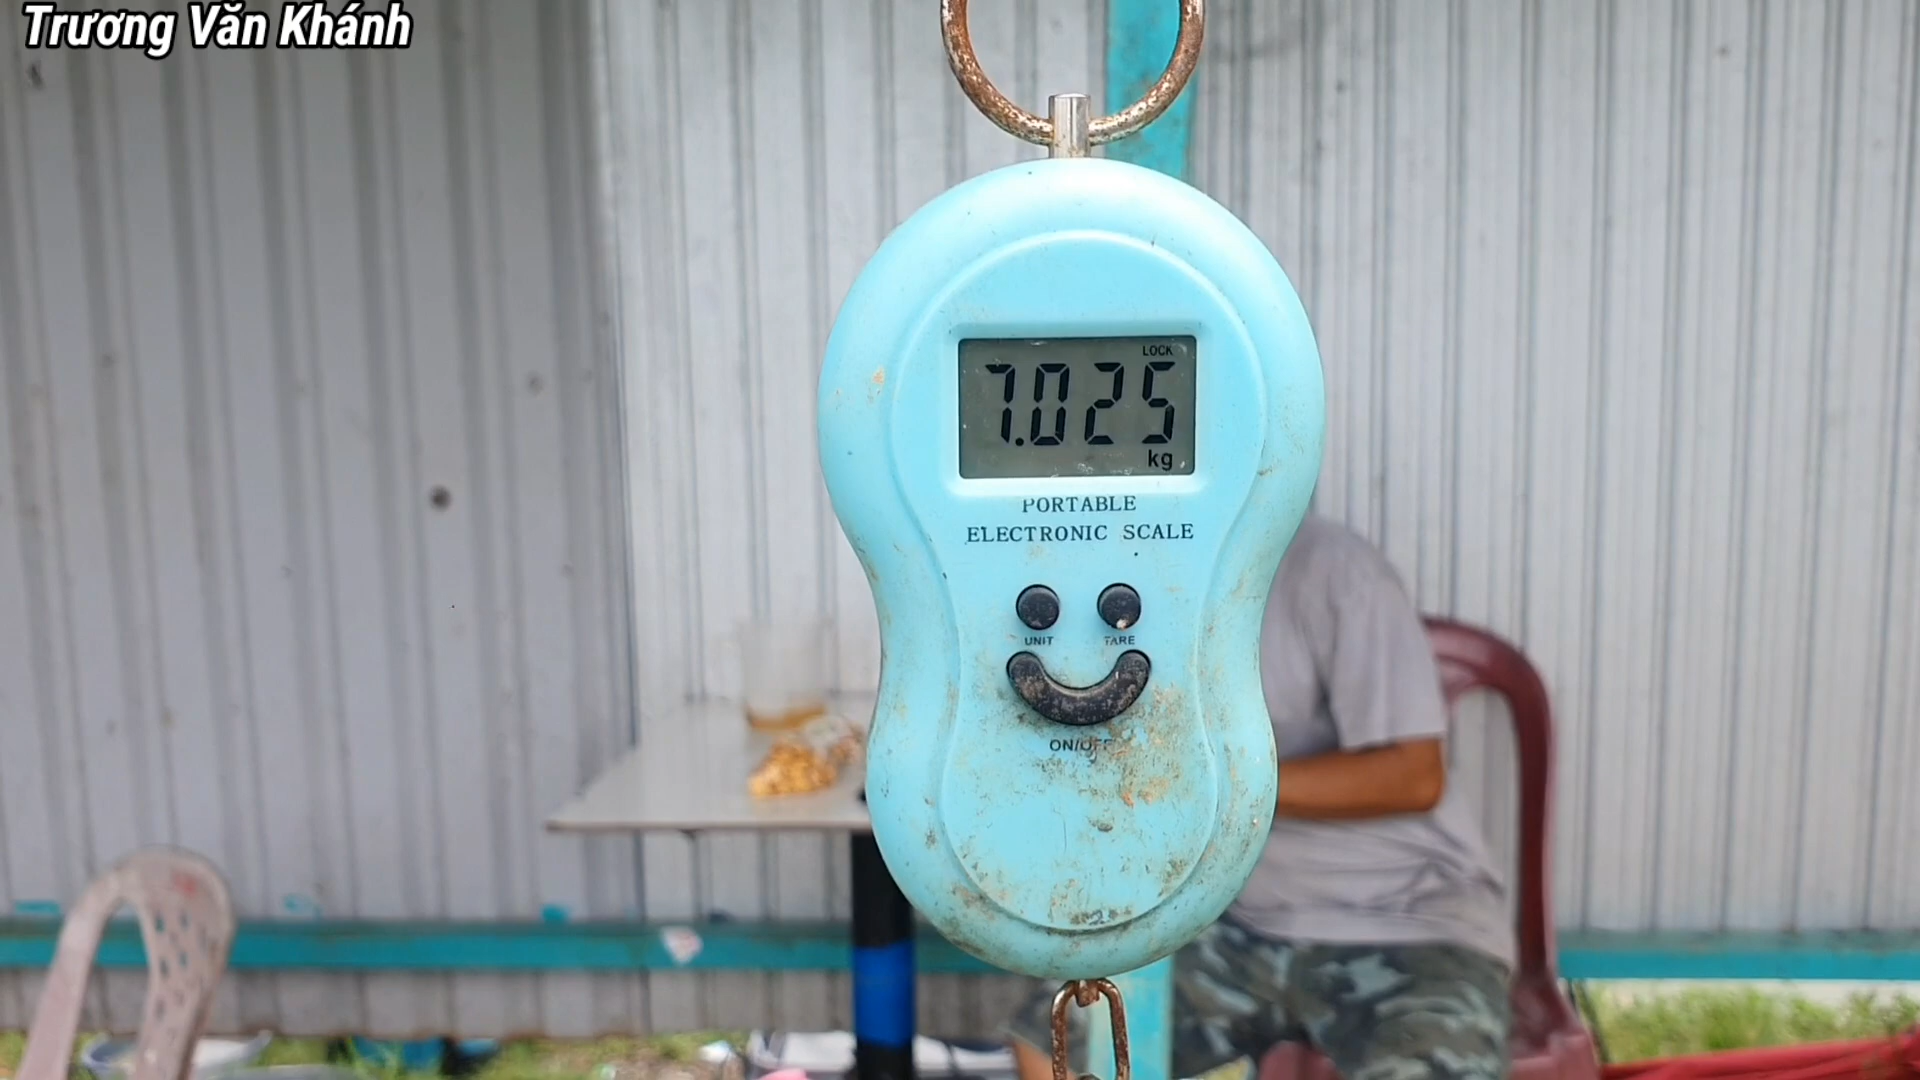 Trương Văn Khánh
LOCK
7.025
kg
PORTABLE
ELECTRONIC SCALE
UNIT TARE
ON/OFF